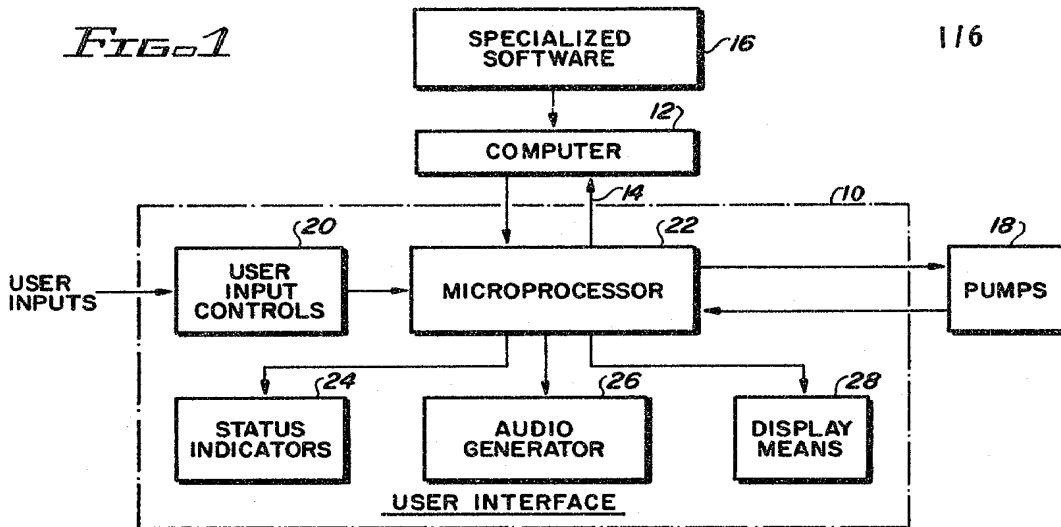 FIG. 1
1/6
SPECIALIZED
SOFTWARE
16
12
COMPUTER
14
10
20
22
18
USER
INPUTS
USER
INPUT
CONTROLS
MICROPROCESSOR
PUMPS
24
26
28
STATUS
INDICATORS
AUDIO
GENERATOR
DISPLAY
MEANS
USER INTERFACE